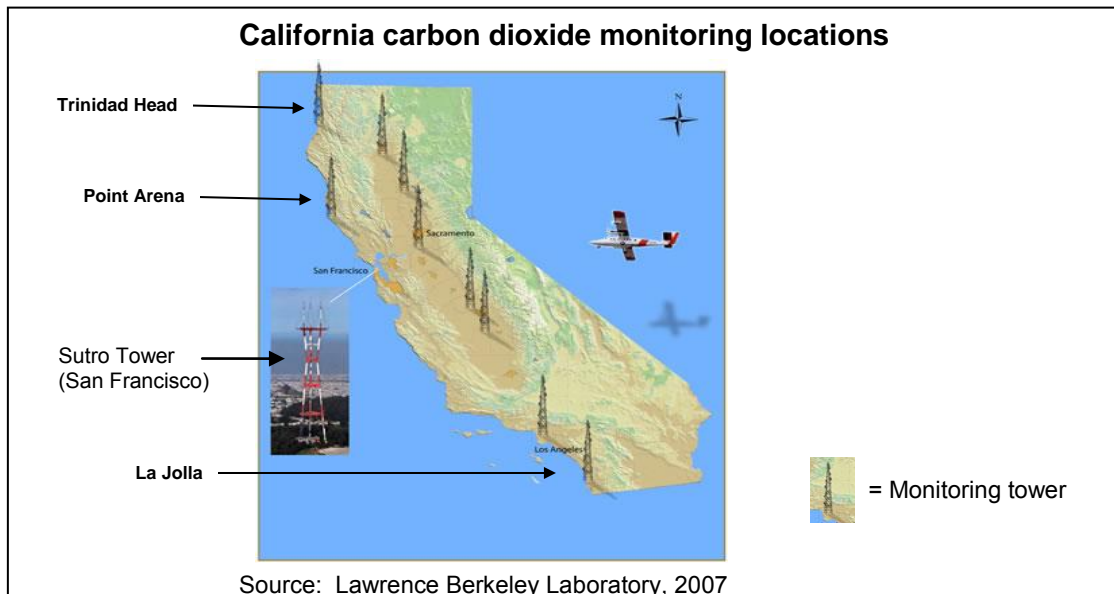 California carbon dioxide monitoring locations
Trinidad Head
N
Point Arena
Sacramento
San Francisco
Sutro Tower
(San Francisco)
Los Angeles
La Jolla
= Monitoring tower
Source: Lawrence Berkeley Laboratory, 2007